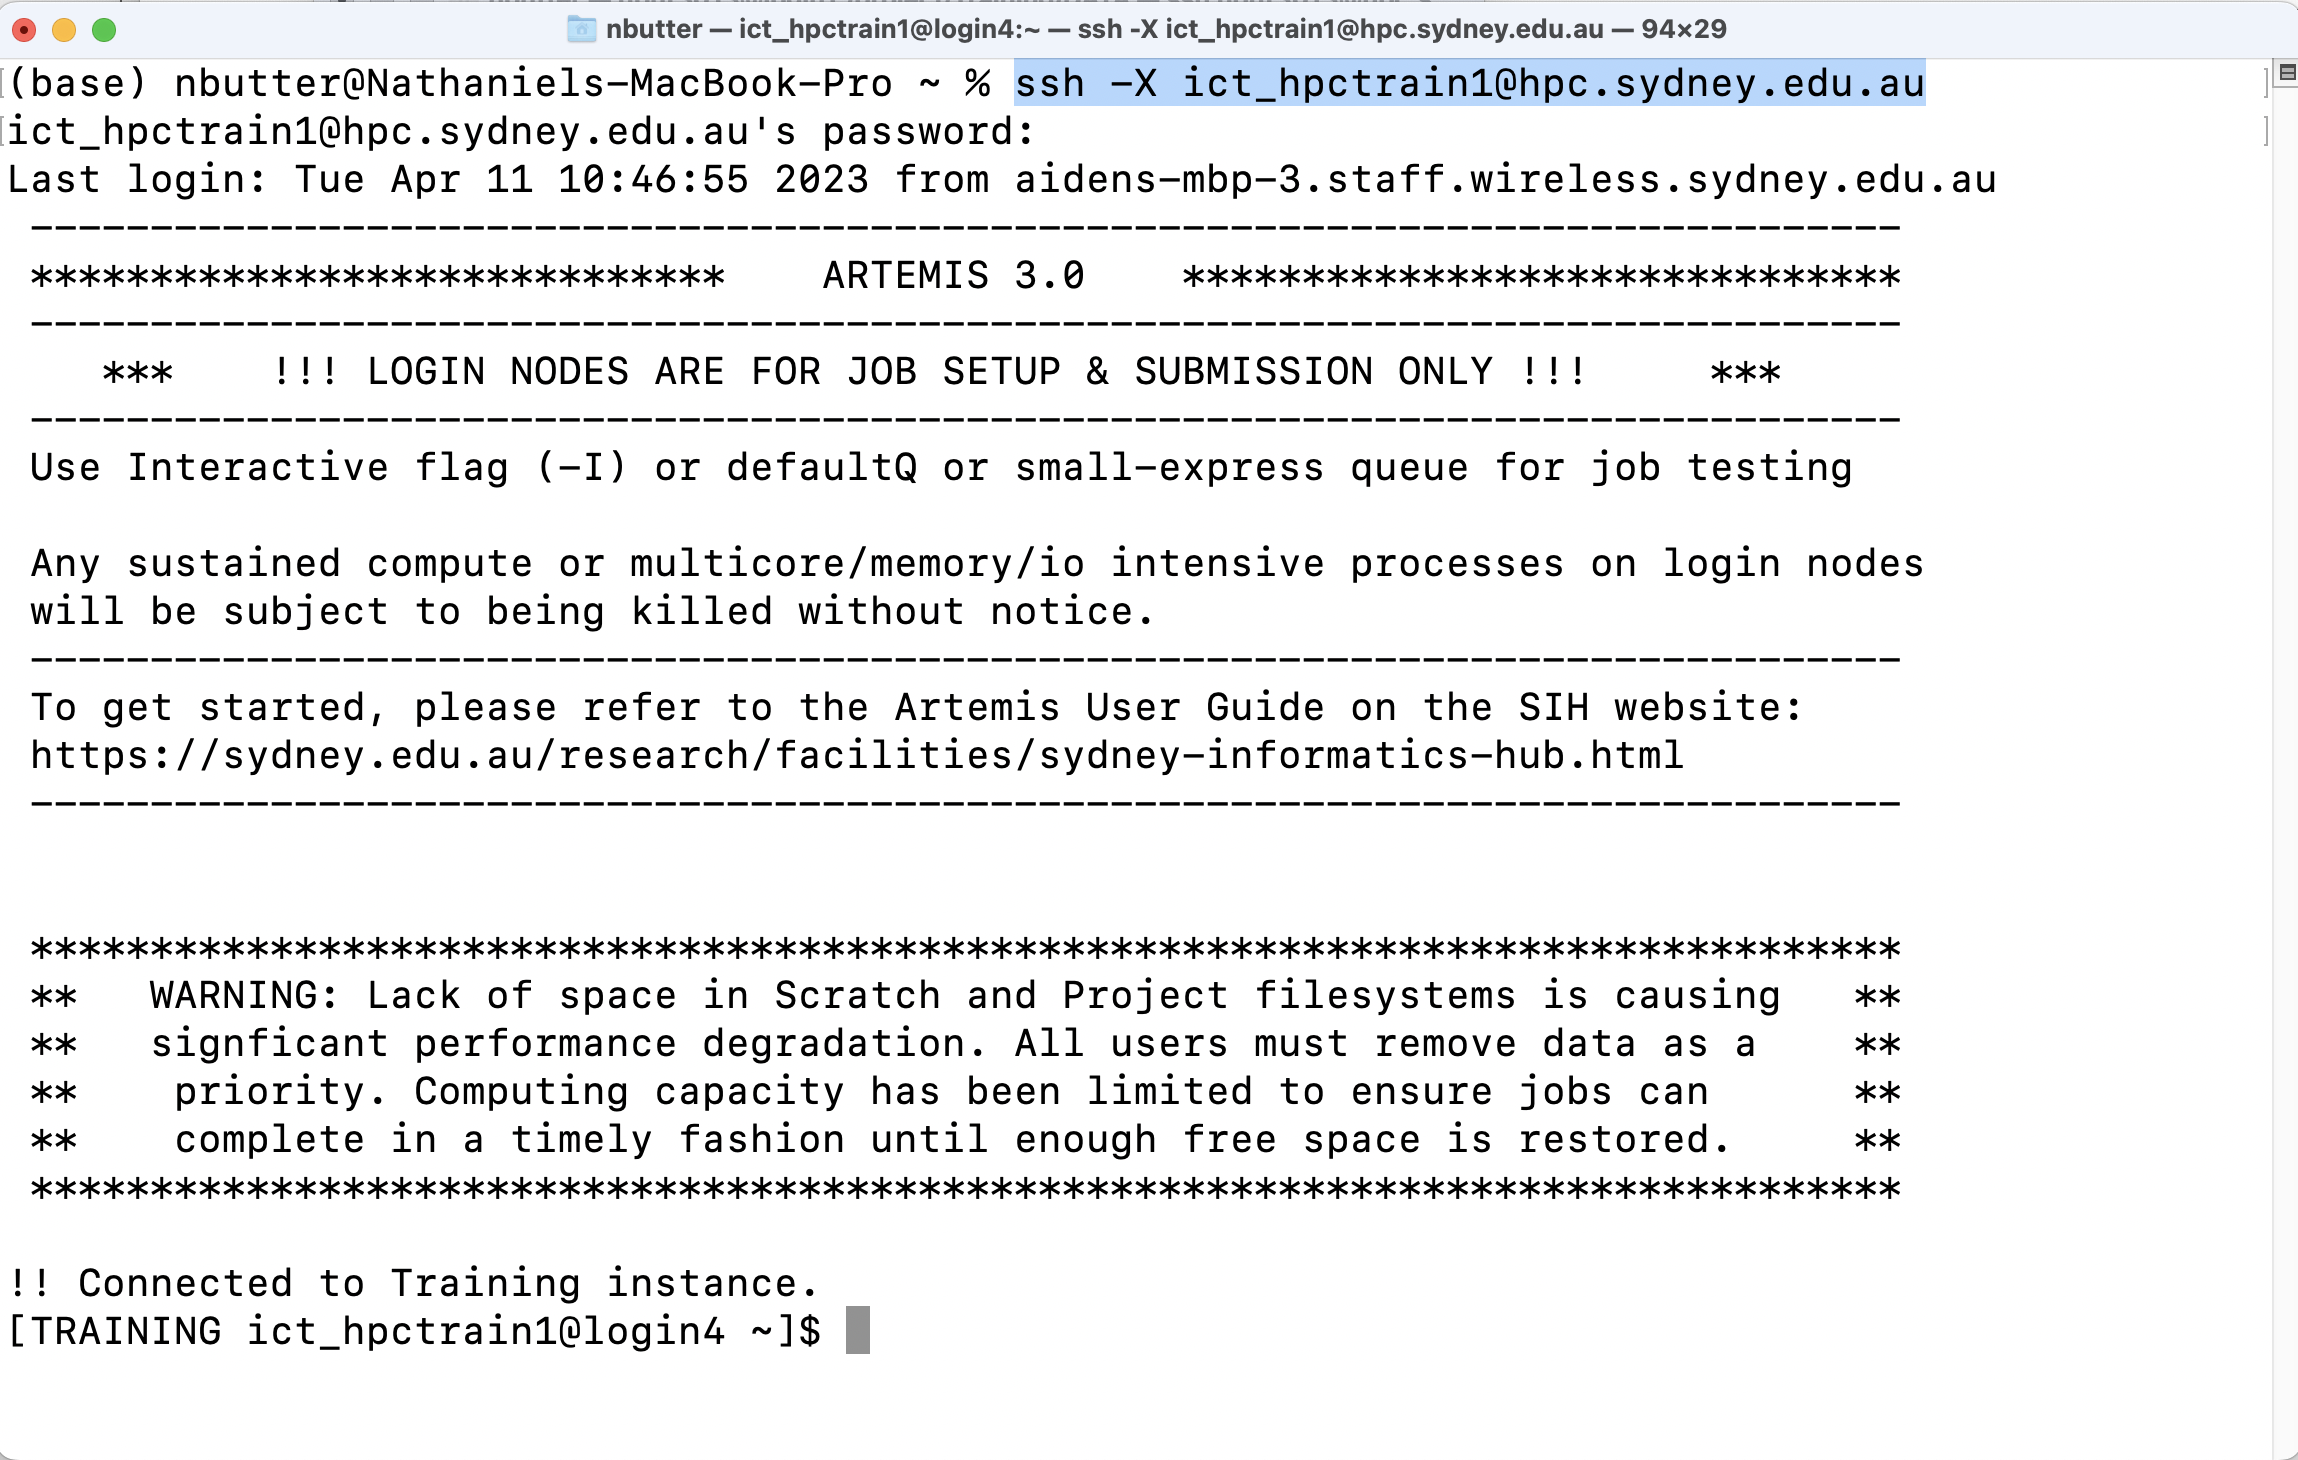 nbutter — ict_hpctrain1@login4:~ — ssh -X ict_hpctrain1@hpc.sydney.edu.au — 94×29
(base) nbutter@Nathaniels-MacBook-Pro ~ % ssh -X ict_hpctrain1@hpc.sydney.edu.au
ict_hpctrain1@hpc.sydney.edu.au's password:
Last login: Tue Apr 11 10:46:55 2023 from aidens-mbp-3.staff.wireless.sydney.edu.au
------------------------------------------------------------------------------
*****************************    ARTEMIS 3.0    ******************************
------------------------------------------------------------------------------
   ***    !!! LOGIN NODES ARE FOR JOB SETUP & SUBMISSION ONLY !!!     ***
------------------------------------------------------------------------------
Use Interactive flag (-I) or defaultQ or small-express queue for job testing
Any sustained compute or multicore/memory/io intensive processes on login nodes
will be subject to being killed without notice.
------------------------------------------------------------------------------
To get started, please refer to the Artemis User Guide on the SIH website:
https://sydney.edu.au/research/facilities/sydney-informatics-hub.html
------------------------------------------------------------------------------
******************************************************************************
**   WARNING: Lack of space in Scratch and Project filesystems is causing   **
**   signficant performance degradation. All users must remove data as a    **
**    priority. Computing capacity has been limited to ensure jobs can      **
**    complete in a timely fashion until enough free space is restored.     **
******************************************************************************
!! Connected to Training instance.
[TRAINING ict_hpctrain1@login4 ~]$